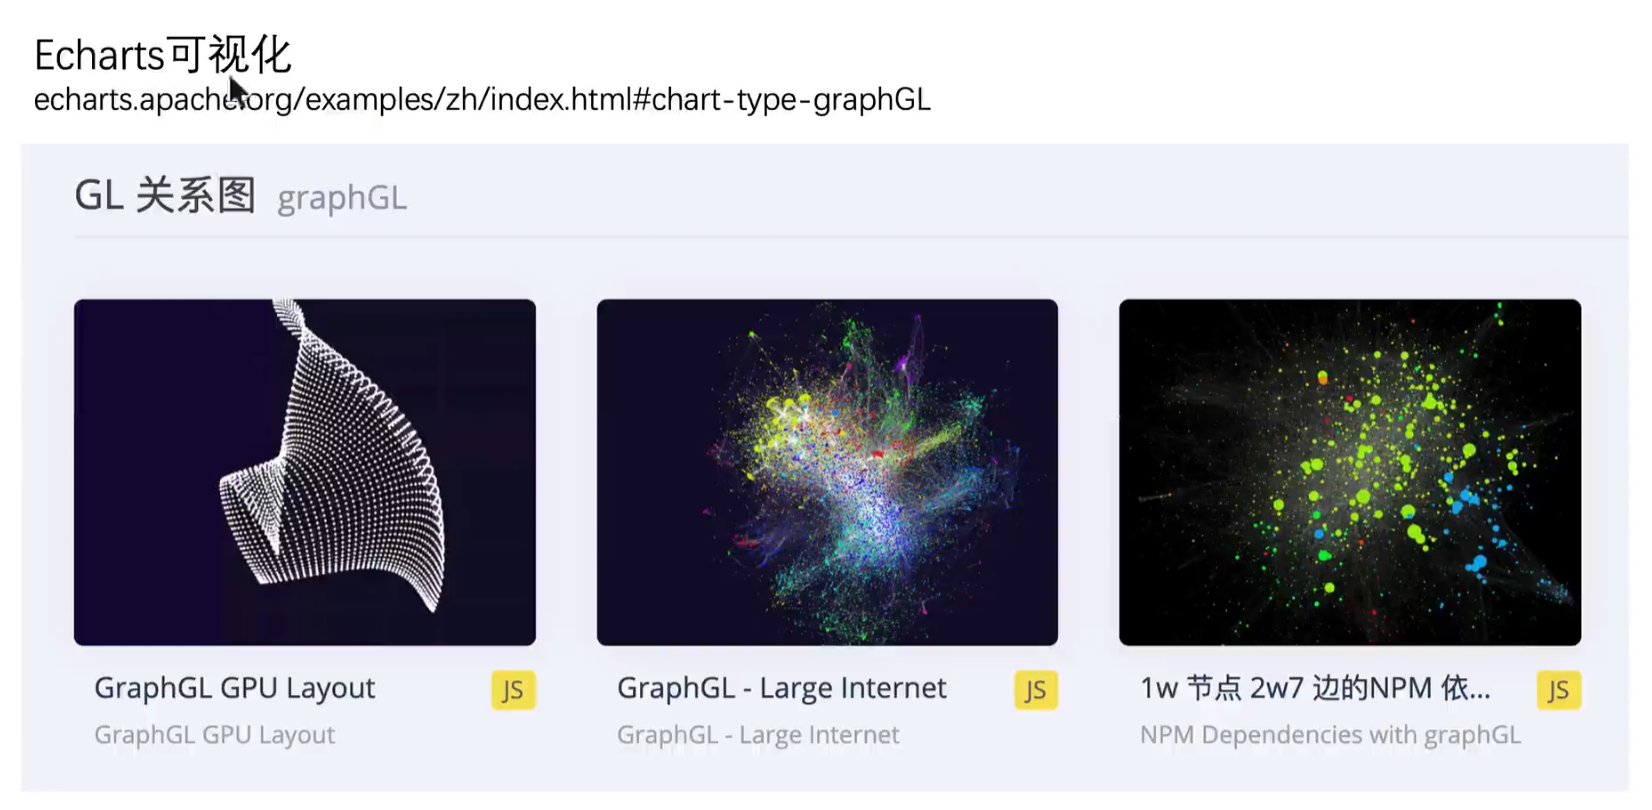 Echarts可视化
echarts.apache.org/examples/zh/index.html#chart-type-graphGL
GL 关系图 graphGL
GraphGL GPU Layout JS
GraphGL GPU Layout
GraphGL - Large Internet JS
GraphGL - Large Internet
1w 节点 2w7 边的NPM 依... JS
NPM Dependencies with graphGL